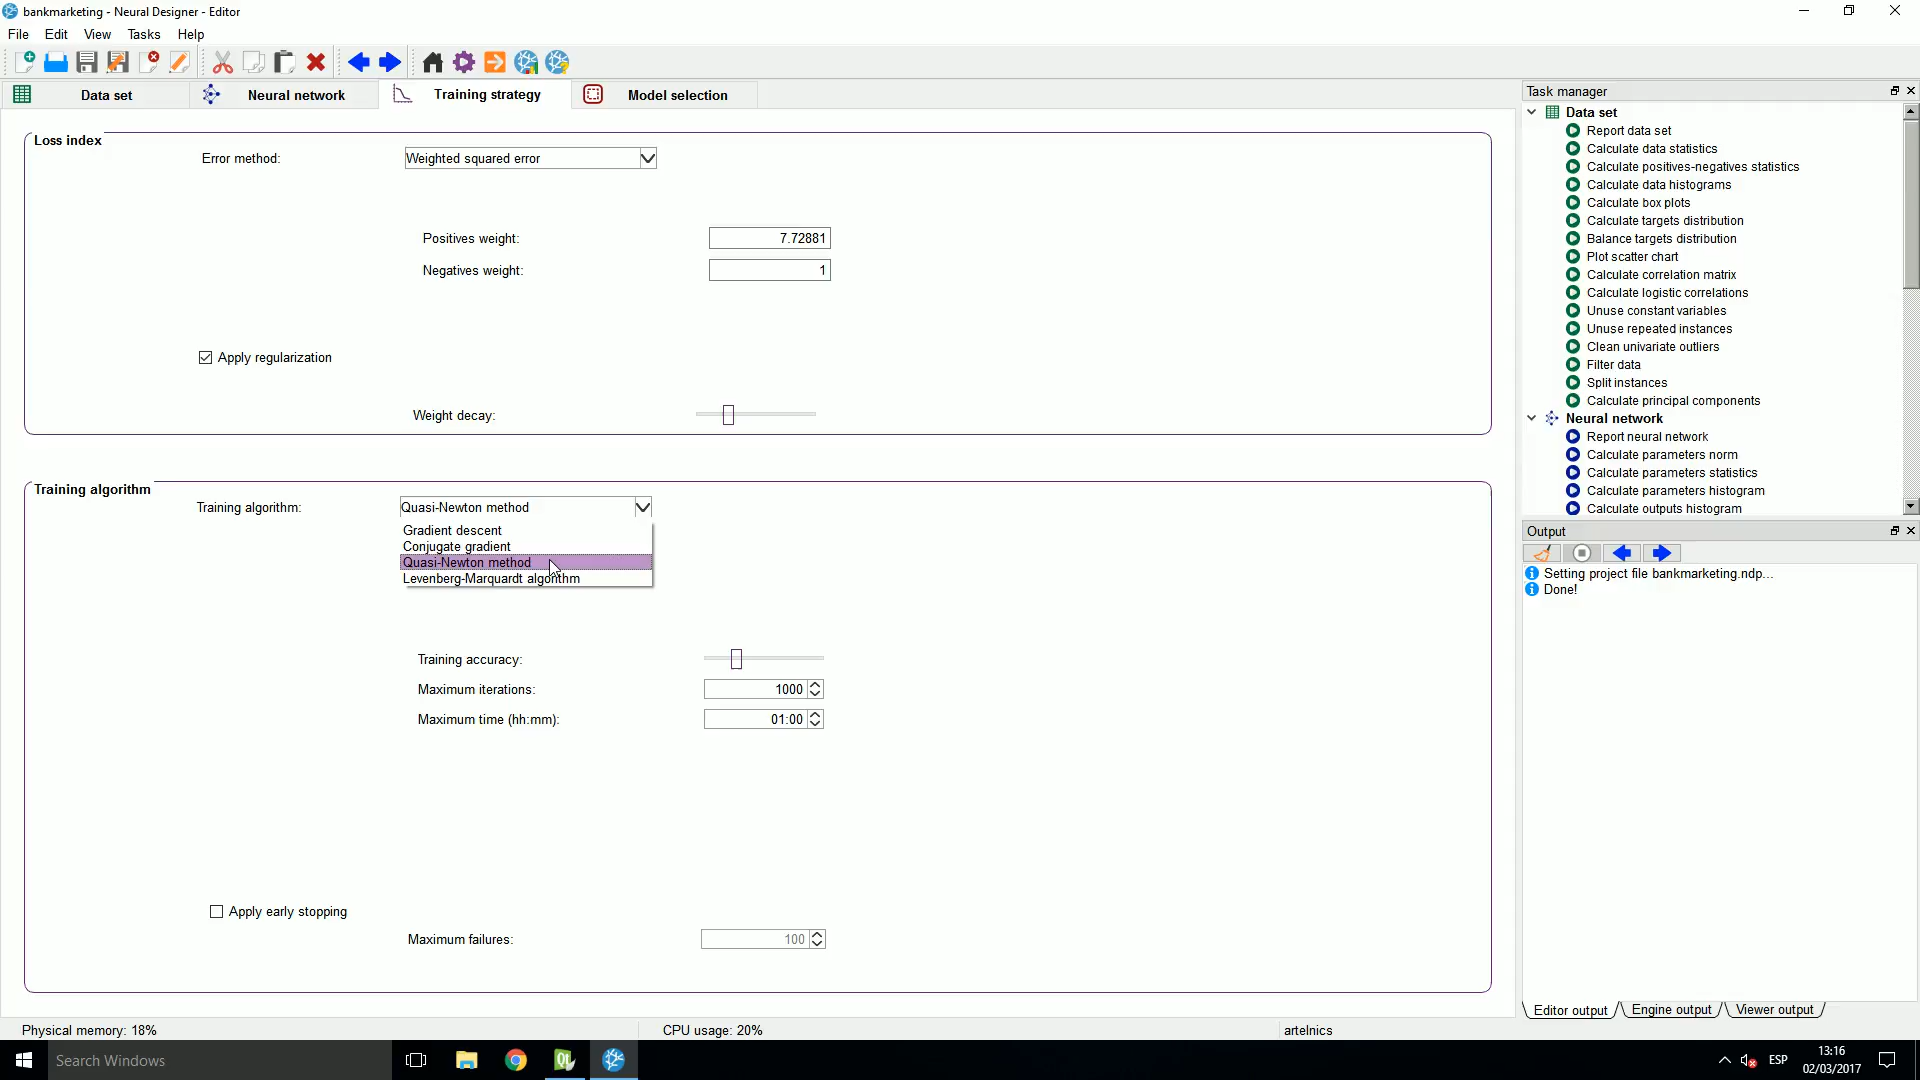 bankmarketing - Neural Designer - Editor
File Edit View Tasks Help
Data set Neural network Training strategy Model selection
Loss index
Error method: Weighted squared error
Positives weight: 7.72881
Negatives weight: 1
Apply regularization
Weight decay:
Training algorithm
Training algorithm: Quasi-Newton method
Gradient descent
Conjugate gradient
Quasi-Newton method
Levenberg-Marquardt algorithm
Training accuracy:
Maximum iterations: 1000
Maximum time (hh:mm): 01:00
Apply early stopping
Maximum failures: 100
Task manager
Data set
Report data set
Calculate data statistics
Calculate positives-negatives statistics
Calculate data histograms
Calculate box plots
Calculate targets distribution
Balance targets distribution
Plot scatter chart
Calculate correlation matrix
Calculate logistic correlations
Unuse constant variables
Unuse repeated instances
Clean univariate outliers
Filter data
Split instances
Calculate principal components
Neural network
Report neural network
Calculate parameters norm
Calculate parameters statistics
Calculate parameters histogram
Calculate outputs histogram
Output
Setting project file bankmarketing.ndp...
Done!
Editor output Engine output Viewer output
Physical memory: 18% CPU usage: 20% artelnics
Search Windows
Qt
ESP
13:16
02/03/2017